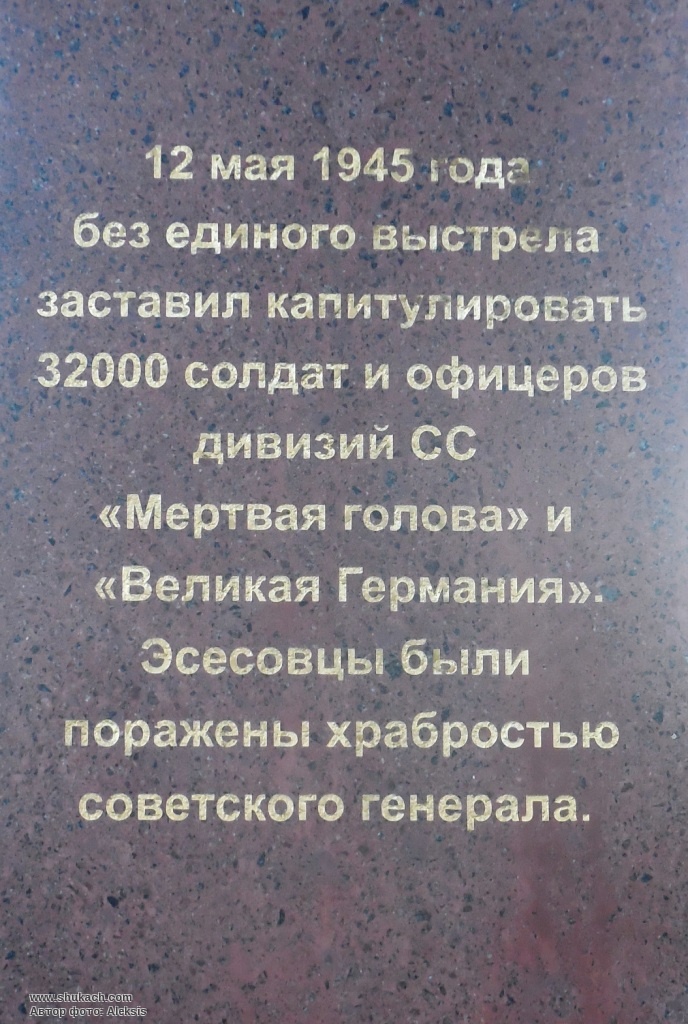 12 мая 1945 года
без единого выстрела
заставил капитулировать
32000 солдат и офицеров
дивизий СС
«Мертвая голова» и
«Великая Германия».
Эсесовцы были
поражены храбростью
советского генерала.
www.shukach.com
Автор фото: Aleksis